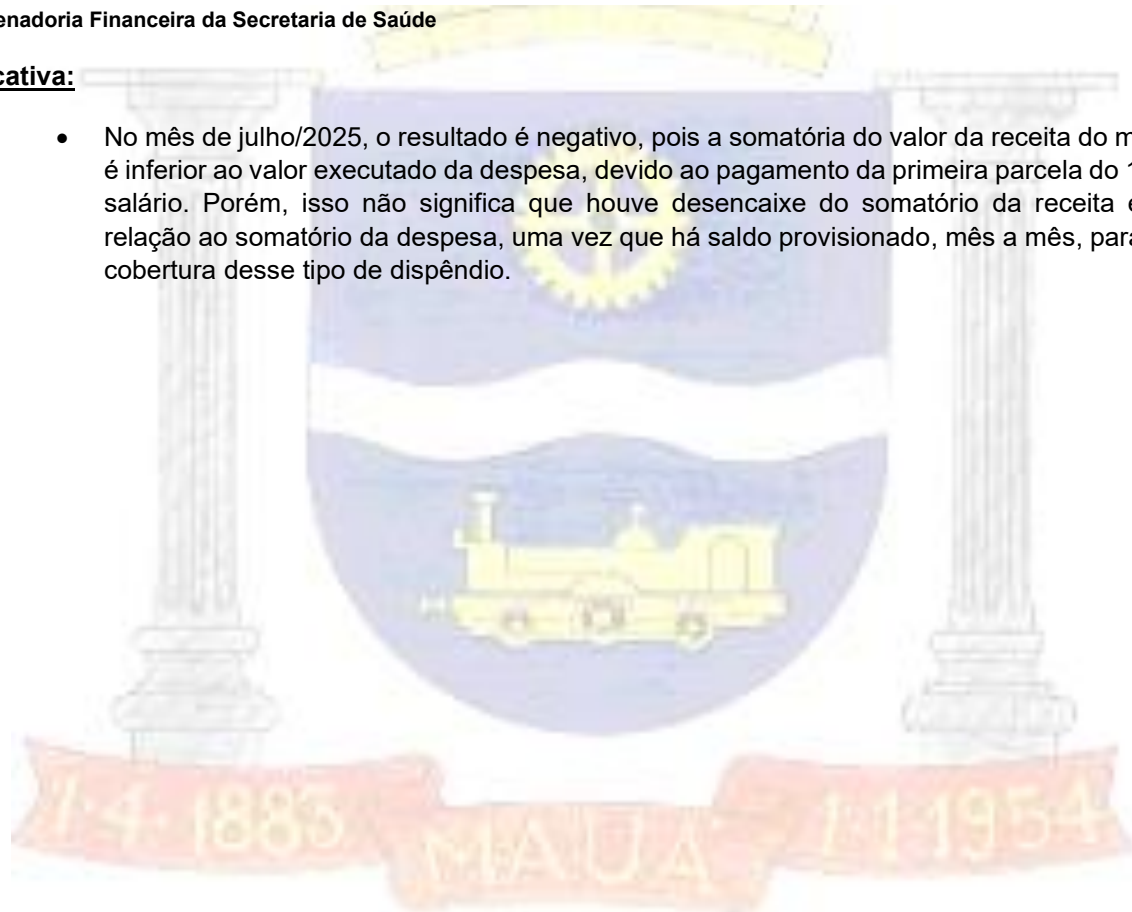 enadoria Financeira da Secretaria de Saúde
cativa:
• No mês de julho/2025, o resultado é negativo, pois a somatória do valor da receita do m
é inferior ao valor executado da despesa, devido ao pagamento da primeira parcela do 1
salário. Porém, isso não significa que houve desencaixe do somatório da receita e
relação ao somatório da despesa, uma vez que há saldo provisionado, mês a mês, para
cobertura desse tipo de dispêndio.
1-4-1883 MAUÁ 1-1-1954